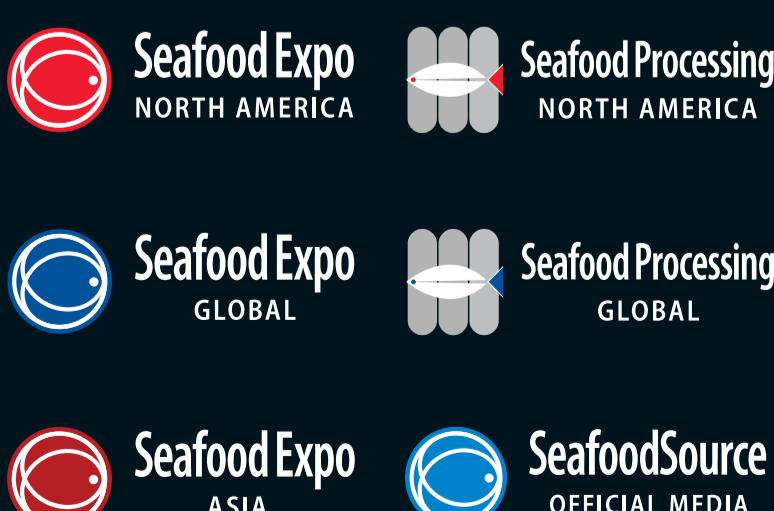 Seafood Expo
NORTH AMERICA
Seafood Processing
NORTH AMERICA
Seafood Expo
GLOBAL
Seafood Processing
GLOBAL
Seafood Expo
ASIA
SeafoodSource
OFFICIAL MEDIA